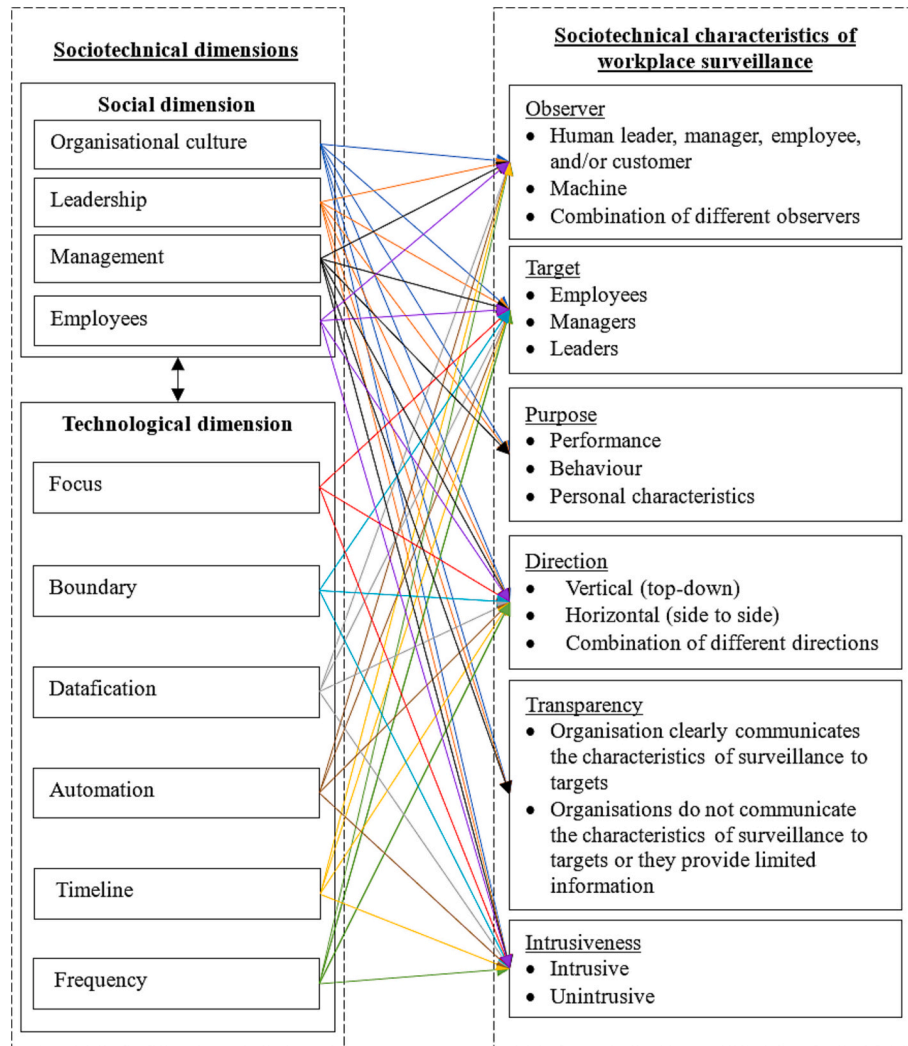 Sociotechnical dimensions
Social dimension
Organisational culture
Leadership
Management
Employees
Technological dimension
Focus
Boundary
Datafication
Automation
Timeline
Frequency
Sociotechnical characteristics of
workplace surveillance
Observer
• Human leader, manager, employee,
and/or customer
• Machine
• Combination of different observers
Target
• Employees
• Managers
• Leaders
Purpose
• Performance
• Behaviour
• Personal characteristics
Direction
• Vertical (top-down)
• Horizontal (side to side)
• Combination of different directions
Transparency
• Organisation clearly communicates
the characteristics of surveillance to
targets
• Organisations do not communicate
the characteristics of surveillance to
targets or they provide limited
information
Intrusiveness
• Intrusive
• Unintrusive